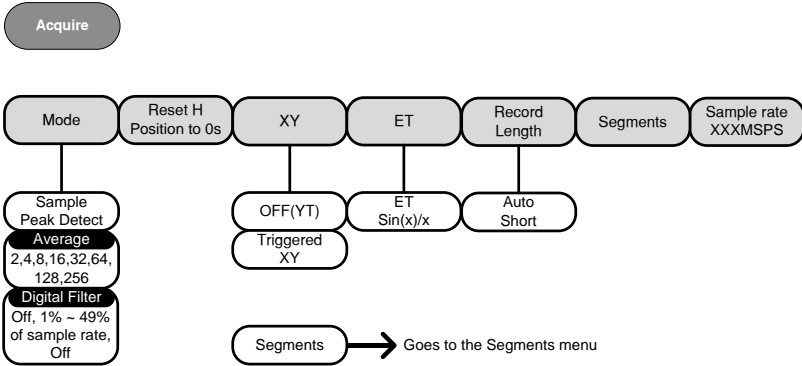 Acquire
Mode
Reset H
Position to 0s
XY
ET
Record
Length
Segments
Sample rate
XXXMSPS
Sample
Peak Detect
Average
2,4,8,16,32,64,
128,256
Digital Filter
Off, 1% ~ 49%
of sample rate,
Off
OFF(YT)
Triggered
XY
ET
Sin(x)/x
Auto
Short
Segments
Goes to the Segments menu